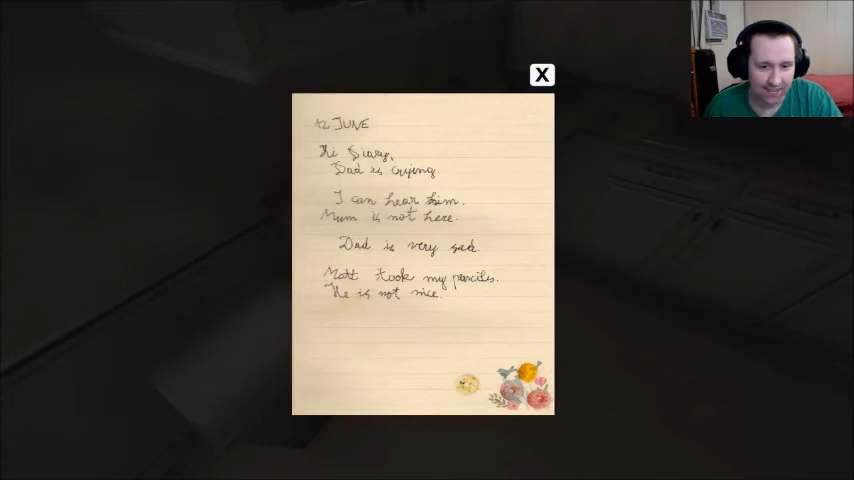 X
12 JUNE
Hi Diary,
Dad is crying.
I can hear him.
Mum is not here.
Dad is very sad.
Matt took my pencils.
He is not nice.